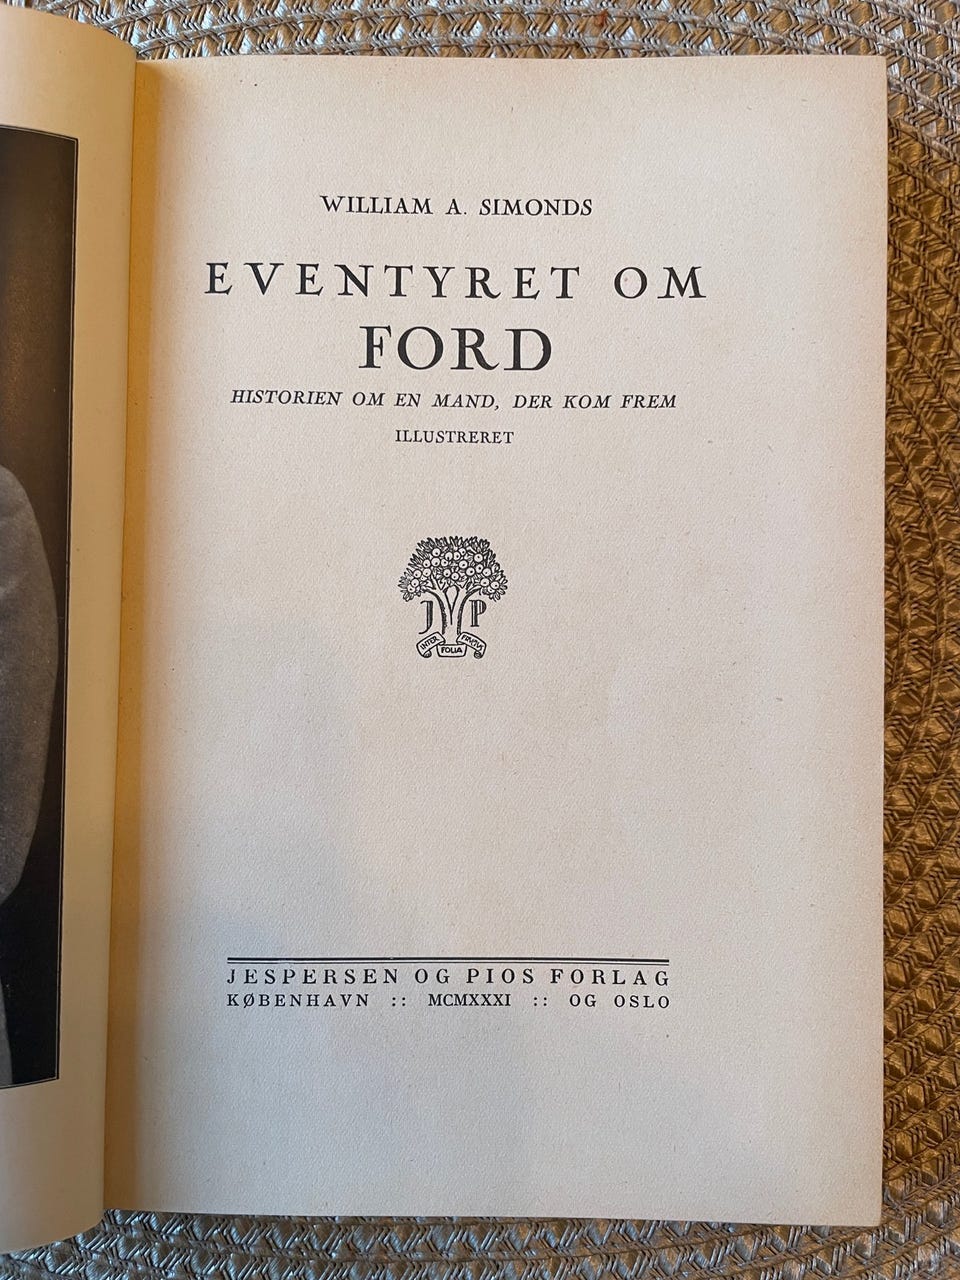 WILLIAM A. SIMONDS
EVENTYRET OM
FORD
HISTORIEN OM EN MAND, DER KOM FREM
ILLUSTRERET
J P
INTER FOLIA FRUCTUS
JESPERSEN OG PIOS FORLAG
KØBENHAVN :: MCMXXXI :: OG OSLO